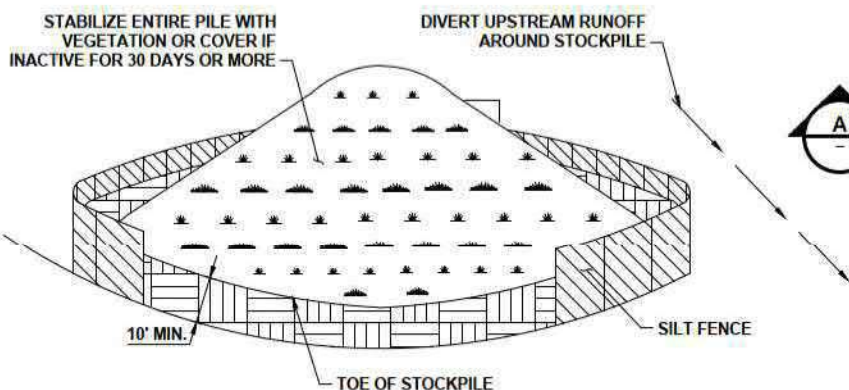 STABILIZE ENTIRE PILE WITH
VEGETATION OR COVER IF
INACTIVE FOR 30 DAYS OR MORE
DIVERT UPSTREAM RUNOFF
AROUND STOCKPILE
A
–
10' MIN.
SILT FENCE
TOE OF STOCKPILE